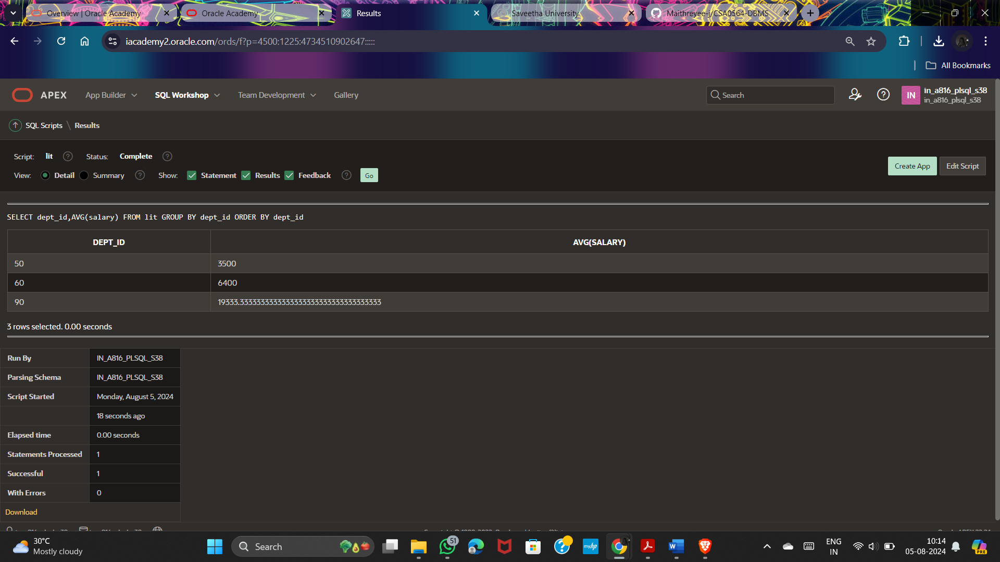 Overview | Oracle Academy
Oracle Academy
Results
Saveetha University
Maithreyee-j/CSA0564-DBMS
iacademy2.oracle.com/ords/f?p=4500:1225:4734510902647:::::
All Bookmarks
APEX
App Builder
SQL Workshop
Team Development
Gallery
Search
IN
in_a816_plsql_s38
in_a816_plsql_s38
SQL Scripts \ Results
Script: lit ? Status: Complete ?
View: Detail Summary ? Show: Statement Results Feedback ? Go
Create App
Edit Script
SELECT dept_id,AVG(salary) FROM lit GROUP BY dept_id ORDER BY dept_id
DEPT_ID AVG(SALARY)
50 3500
60 6400
90
3 rows selected. 0.00 seconds
Run By IN_A816_PLSQL_S38
Parsing Schema IN_A816_PLSQL_S38
Script Started Monday, August 5, 2024
18 seconds ago
Elapsed time 0.00 seconds
Statements Processed 1
Successful 1
With Errors 0
Download
30°C
Mostly cloudy
Search
51
myhp
W
ENG
IN
10:14
05-08-2024
PRE